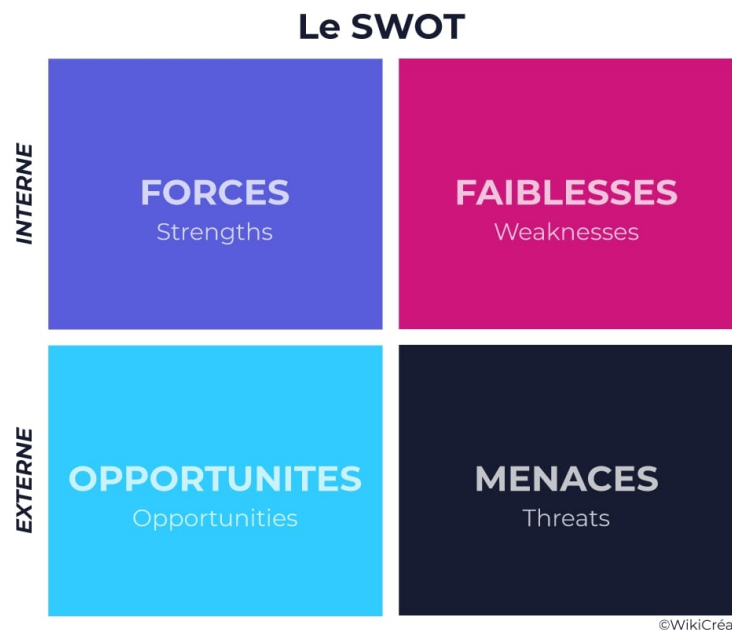 Le SWOT
INTERNE
FORCES
Strengths
FAIBLESSES
Weaknesses
EXTERNE
OPPORTUNITES
Opportunities
MENACES
Threats
©WikiCréa